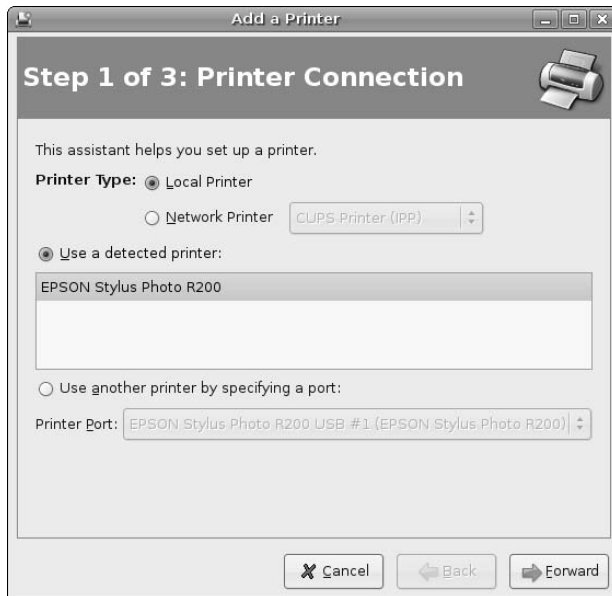 Add a Printer
Step 1 of 3: Printer Connection
This assistant helps you set up a printer.
Printer Type: Local Printer
Network Printer CUPS Printer (IPP)
Use a detected printer:
EPSON Stylus Photo R200
Use another printer by specifying a port:
Printer Port: EPSON Stylus Photo R200 USB #1 (EPSON Stylus Photo R200)
Cancel Back Forward